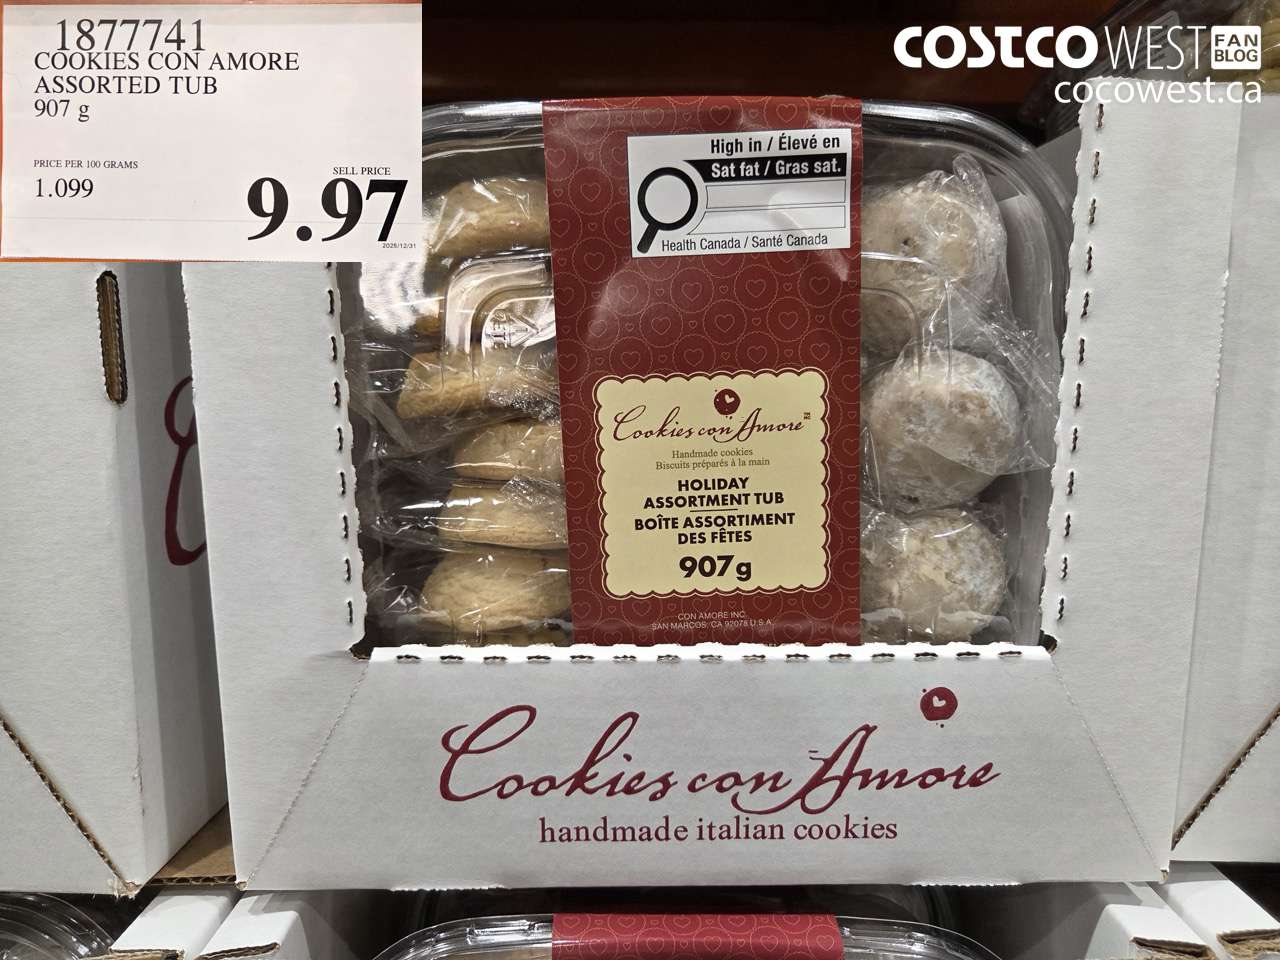 1877741
COOKIES CON AMORE
ASSORTED TUB
907 g
PRICE PER 100 GRAMS
1.099
SELL PRICE
9.97
2025/12/31
COSTCO WEST FAN BLOG
cocowest.ca
High in / Élevé en
Sat fat / Gras sat.
Health Canada / Santé Canada
Cookies con Amore
Handmade cookies
Biscuits préparés à la main
HOLIDAY
ASSORTMENT TUB
BOÎTE ASSORTIMENT
DES FÊTES
907g
CON AMORE INC.
SAN MARCOS, CA 92078 U.S.A.
Cookies con Amore
handmade italian cookies